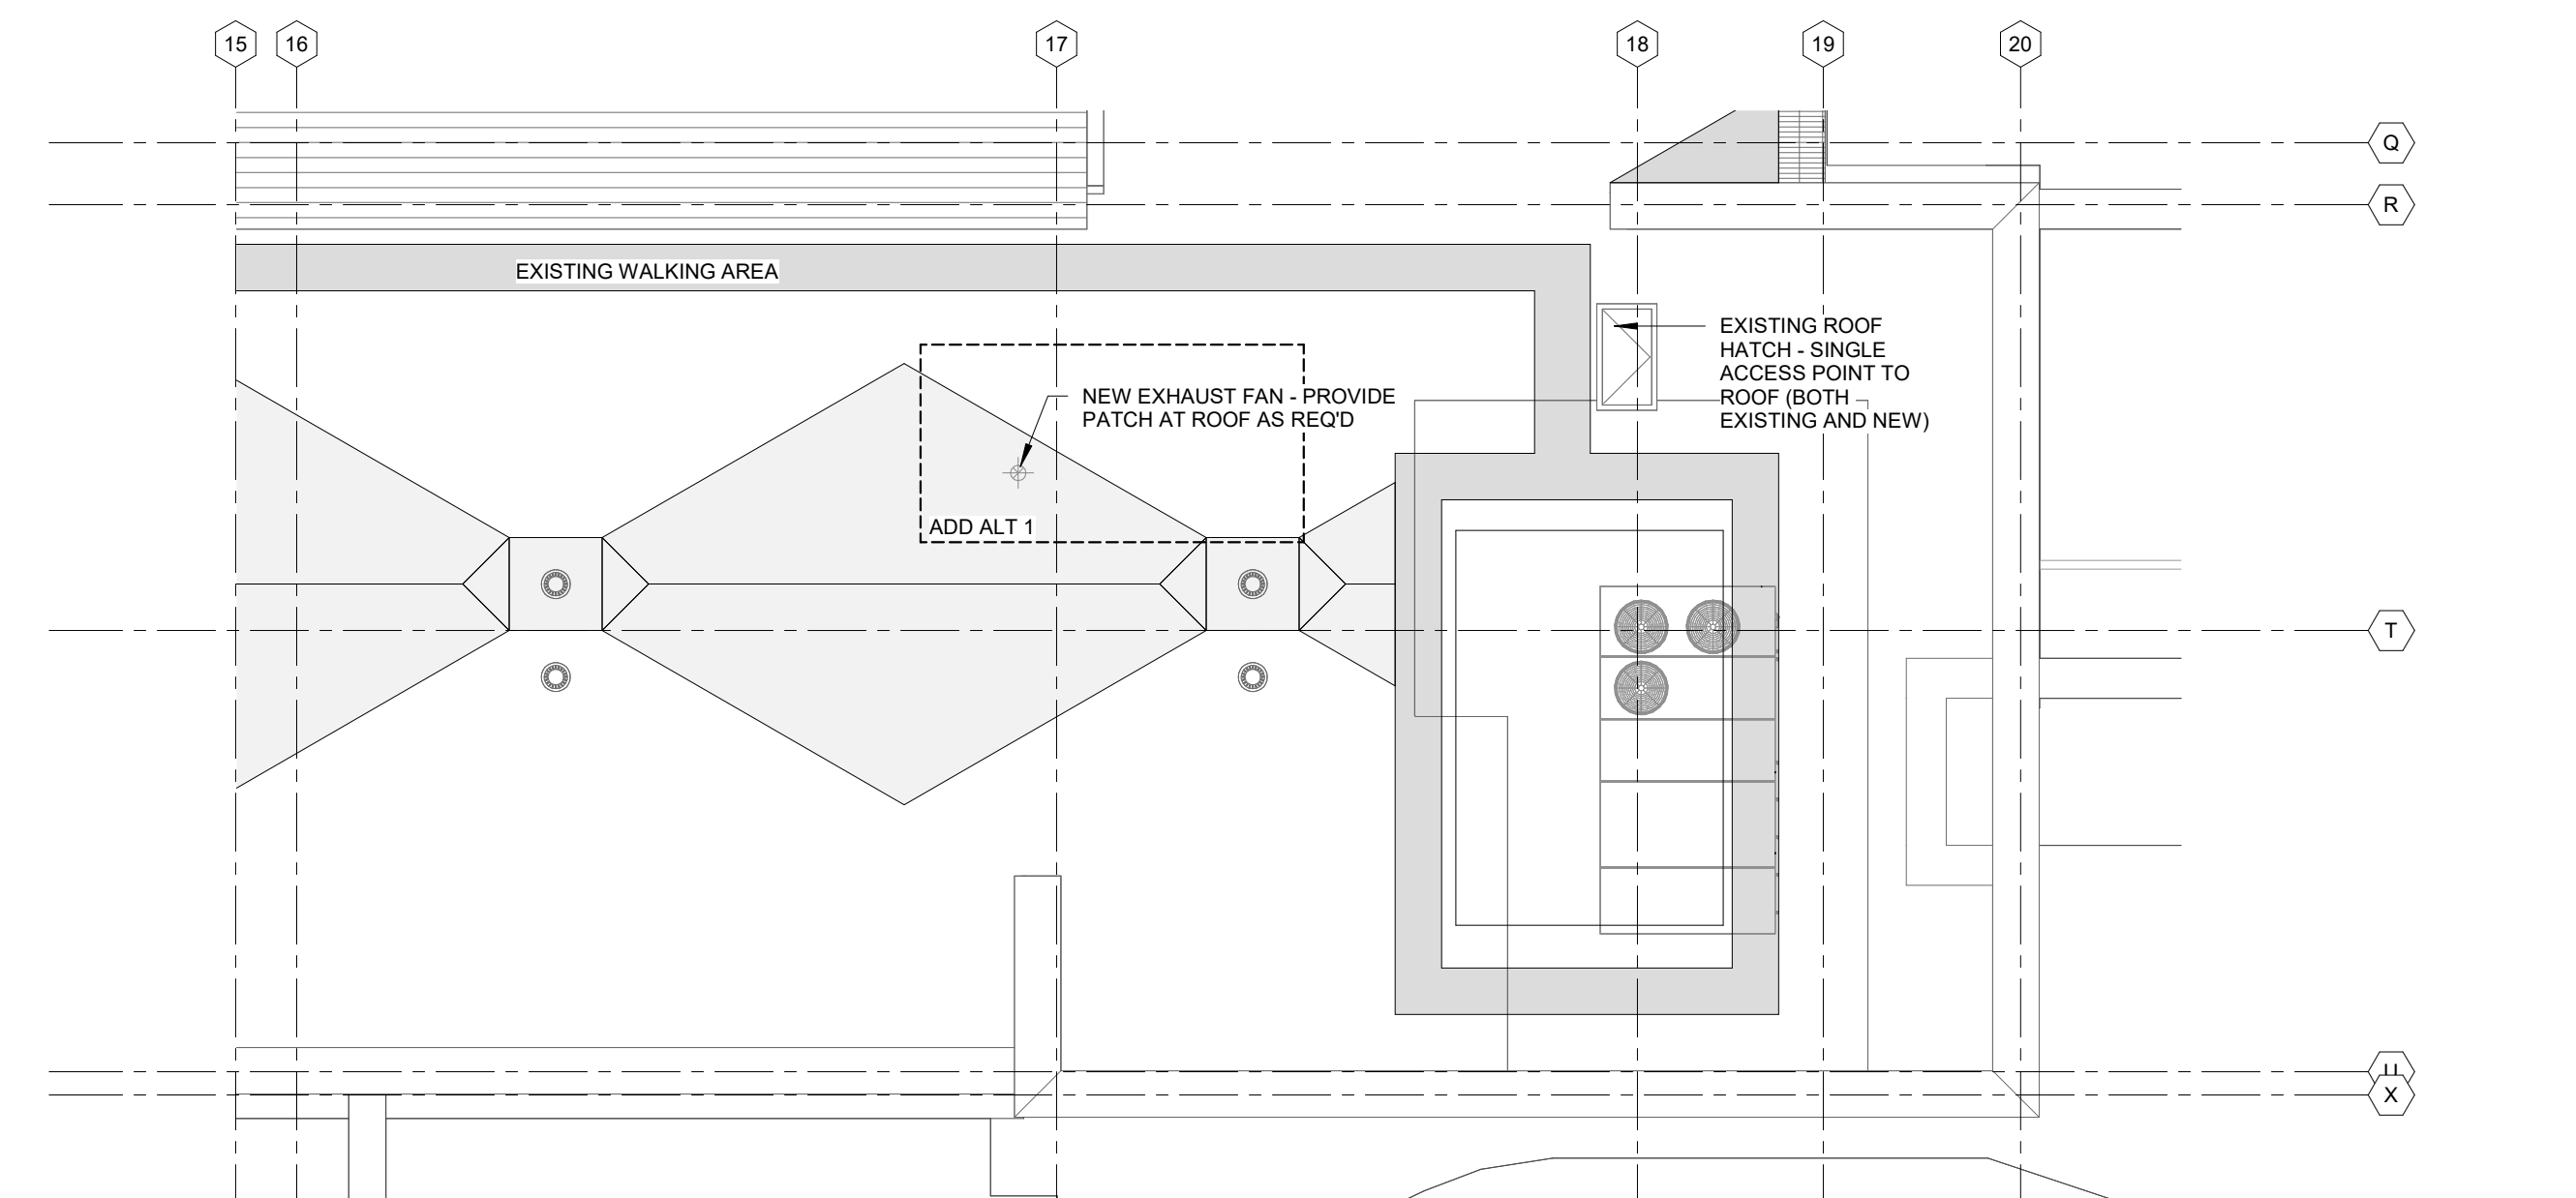 15 16 17 18 19 20
Q
R
EXISTING WALKING AREA
EXISTING ROOF
HATCH - SINGLE
ACCESS POINT TO
ROOF (BOTH
EXISTING AND NEW)
NEW EXHAUST FAN - PROVIDE
PATCH AT ROOF AS REQ'D
ADD ALT 1
T
X